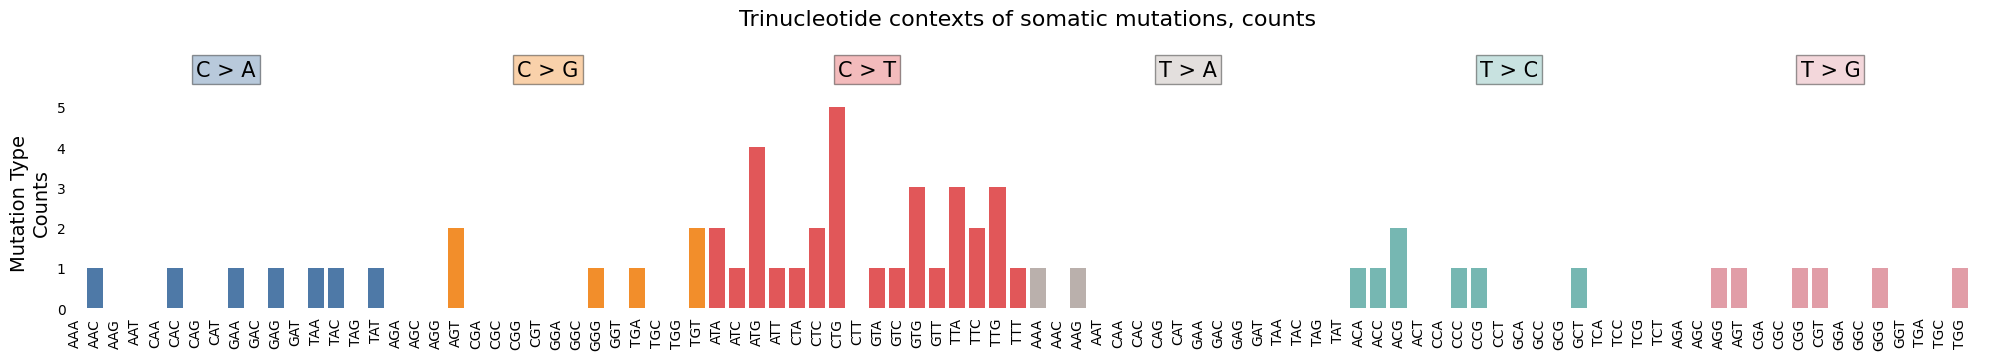 Trinucleotide contexts of somatic mutations, counts
C > A
C > G
C > T
T > A
T > C
T > G
Mutation Type
Counts
5
4
3
2
1
0
AAA
AAC
AAG
AAT
CAA
CAC
CAG
CAT
GAA
GAC
GAG
GAT
TAA
TAC
TAG
TAT
AGA
AGC
AGG
AGT
CGA
CGC
CGG
CGT
GGA
GGC
GGG
GGT
TGA
TGC
TGG
TGT
ATA
ATC
ATG
ATT
CTA
CTC
CTG
CTT
GTA
GTC
GTG
GTT
TTA
TTC
TTG
TTT
AAA
AAC
AAG
AAT
CAA
CAC
CAG
CAT
GAA
GAC
GAG
GAT
TAA
TAC
TAG
TAT
ACA
ACC
ACG
ACT
CCA
CCC
CCG
CCT
GCA
GCC
GCG
GCT
TCA
TCC
TCG
TCT
AGA
AGC
AGG
AGT
CGA
CGC
CGG
CGT
GGA
GGC
GGG
GGT
TGA
TGC
TGG